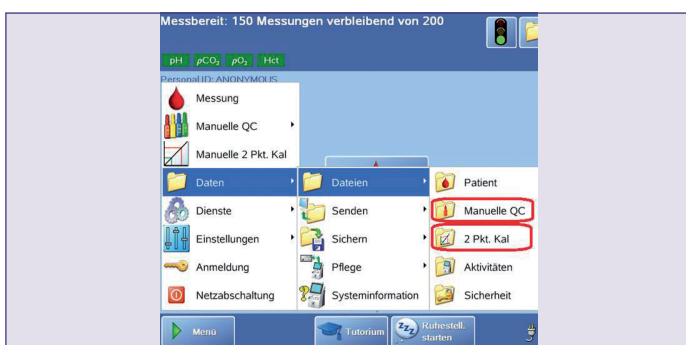 Messbereit: 150 Messungen verbleibend von 200
pH pCO₂ pO₂ Hct
Personal ID: ANONYMOUS
Messung
Manuelle QC
Manuelle 2 Pkt. Kal
Daten
Dienste
Einstellungen
Anmeldung
Netzabschaltung
Dateien
Senden
Sichern
Pflege
Systeminformation
Patient
Manuelle QC
2 Pkt. Kal
Aktivitäten
Sicherheit
Menü
Tutorium
Ruhestell.
starten